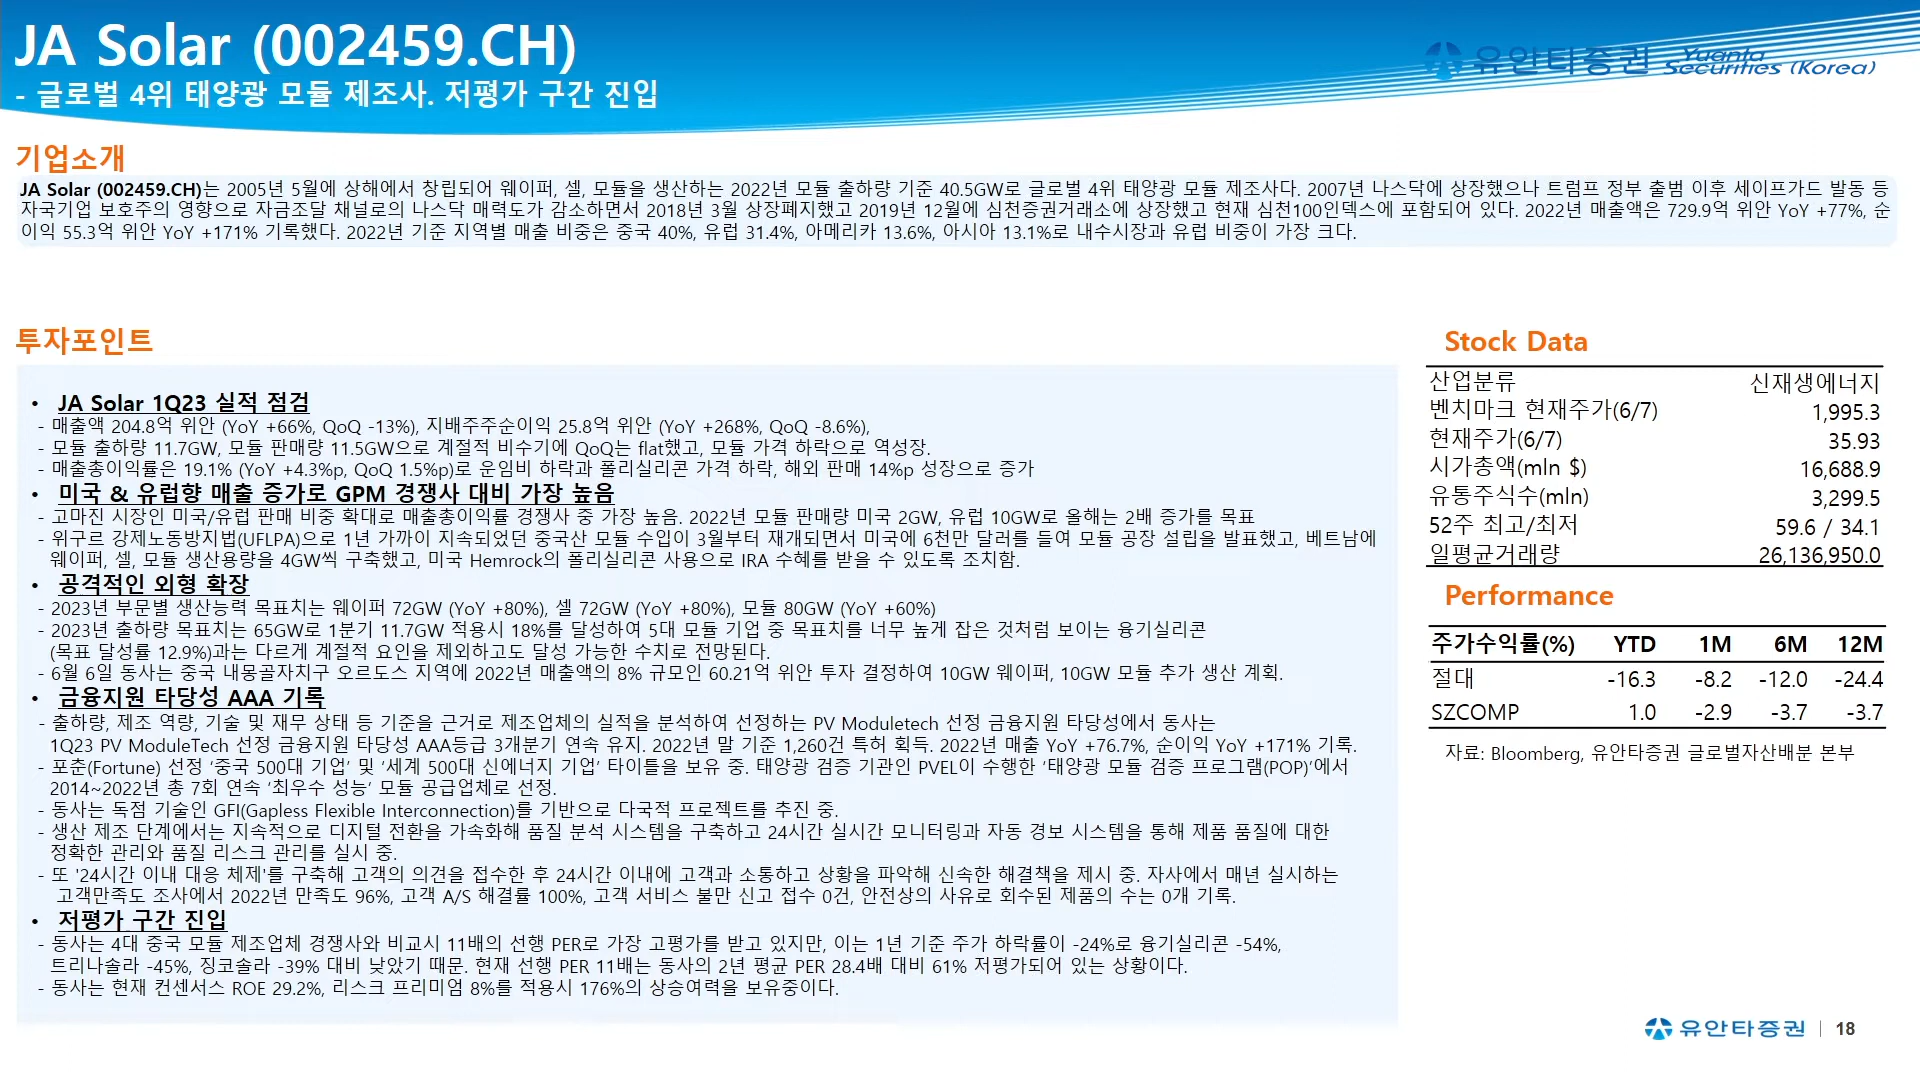 JA Solar (002459.CH)
- 글로벌 4위 태양광 모듈 제조사. 저평가 구간 진입
유안타증권 Yuanta Securities (Korea)
기업소개
JA Solar (002459.CH)는 2005년 5월에 상해에서 창립되어 웨이퍼, 셀, 모듈을 생산하는 2022년 모듈 출하량 기준 40.5GW로 글로벌 4위 태양광 모듈 제조사다. 2007년 나스닥에 상장했으나 트럼프 정부 출범 이후 세이프가드 발동 등
자국기업 보호주의 영향으로 자금조달 채널로의 나스닥 매력도가 감소하면서 2018년 3월 상장폐지했고 2019년 12월에 심천증권거래소에 상장했고 현재 심천100인덱스에 포함되어 있다. 2022년 매출액은 729.9억 위안 YoY +77%, 순
이익 55.3억 위안 YoY +171% 기록했다. 2022년 기준 지역별 매출 비중은 중국 40%, 유럽 31.4%, 아메리카 13.6%, 아시아 13.1%로 내수시장과 유럽 비중이 가장 크다.
투자포인트
• JA Solar 1Q23 실적 점검
- 매출액 204.8억 위안 (YoY +66%, QoQ -13%), 지배주주순이익 25.8억 위안 (YoY +268%, QoQ -8.6%),
- 모듈 출하량 11.7GW, 모듈 판매량 11.5GW으로 계절적 비수기에 QoQ는 flat했고, 모듈 가격 하락으로 역성장.
- 매출총이익률은 19.1% (YoY +4.3%p, QoQ 1.5%p)로 운임비 하락과 폴리실리콘 가격 하락, 해외 판매 14%p 성장으로 증가
• 미국 & 유럽향 매출 증가로 GPM 경쟁사 대비 가장 높음
- 고마진 시장인 미국/유럽 판매 비중 확대로 매출총이익률 경쟁사 중 가장 높음. 2022년 모듈 판매량 미국 2GW, 유럽 10GW로 올해는 2배 증가를 목표
- 위구르 강제노동방지법(UFLPA)으로 1년 가까이 지속되었던 중국산 모듈 수입이 3월부터 재개되면서 미국에 6천만 달러를 들여 모듈 공장 설립을 발표했고, 베트남에
웨이퍼, 셀, 모듈 생산용량을 4GW씩 구축했고, 미국 Hemrock의 폴리실리콘 사용으로 IRA 수혜를 받을 수 있도록 조치함.
• 공격적인 외형 확장
- 2023년 부문별 생산능력 목표치는 웨이퍼 72GW (YoY +80%), 셀 72GW (YoY +80%), 모듈 80GW (YoY +60%)
- 2023년 출하량 목표치는 65GW로 1분기 11.7GW 적용시 18%를 달성하여 5대 모듈 기업 중 목표치를 너무 높게 잡은 것처럼 보이는 융기실리콘
(목표 달성률 12.9%)과는 다르게 계절적 요인을 제외하고도 달성 가능한 수치로 전망된다.
- 6월 6일 동사는 중국 내몽골자치구 오르도스 지역에 2022년 매출액의 8% 규모인 60.21억 위안 투자 결정하여 10GW 웨이퍼, 10GW 모듈 추가 생산 계획.
• 금융지원 타당성 AAA 기록
- 출하량, 제조 역량, 기술 및 재무 상태 등 기준을 근거로 제조업체의 실적을 분석하여 선정하는 PV Moduletech 선정 금융지원 타당성에서 동사는
1Q23 PV ModuleTech 선정 금융지원 타당성 AAA등급 3개분기 연속 유지. 2022년 말 기준 1,260건 특허 획득. 2022년 매출 YoY +76.7%, 순이익 YoY +171% 기록.
- 포춘(Fortune) 선정 ‘중국 500대 기업’ 및 ‘세계 500대 신에너지 기업’ 타이틀을 보유 중. 태양광 검증 기관인 PVEL이 수행한 ‘태양광 모듈 검증 프로그램(POP)’에서
2014~2022년 총 7회 연속 ‘최우수 성능’ 모듈 공급업체로 선정.
- 동사는 독점 기술인 GFI(Gapless Flexible Interconnection)를 기반으로 다국적 프로젝트를 추진 중.
- 생산 제조 단계에서는 지속적으로 디지털 전환을 가속화해 품질 분석 시스템을 구축하고 24시간 실시간 모니터링과 자동 경보 시스템을 통해 제품 품질에 대한
정확한 관리와 품질 리스크 관리를 실시 중.
- 또 '24시간 이내 대응 체제'를 구축해 고객의 의견을 접수한 후 24시간 이내에 고객과 소통하고 상황을 파악해 신속한 해결책을 제시 중. 자사에서 매년 실시하는
고객만족도 조사에서 2022년 만족도 96%, 고객 A/S 해결률 100%, 고객 서비스 불만 신고 접수 0건, 안전상의 사유로 회수된 제품의 수는 0개 기록.
• 저평가 구간 진입
- 동사는 4대 중국 모듈 제조업체 경쟁사와 비교시 11배의 선행 PER로 가장 고평가를 받고 있지만, 이는 1년 기준 주가 하락률이 -24%로 융기실리콘 -54%,
트리나솔라 -45%, 징코솔라 -39% 대비 낮았기 때문. 현재 선행 PER 11배는 동사의 2년 평균 PER 28.4배 대비 61% 저평가되어 있는 상황이다.
- 동사는 현재 컨센서스 ROE 29.2%, 리스크 프리미엄 8%를 적용시 176%의 상승여력을 보유중이다.
Stock Data
산업분류 신재생에너지
벤치마크 현재주가(6/7) 1,995.3
현재주가(6/7) 35.93
시가총액(mln $) 16,688.9
유통주식수(mln) 3,299.5
52주 최고/최저 59.6 / 34.1
일평균거래량 26,136,950.0
Performance
주가수익률(%) YTD 1M 6M 12M
절대 -16.3 -8.2 -12.0 -24.4
SZCOMP 1.0 -2.9 -3.7 -3.7
자료: Bloomberg, 유안타증권 글로벌자산배분 본부
유안타증권 | 18